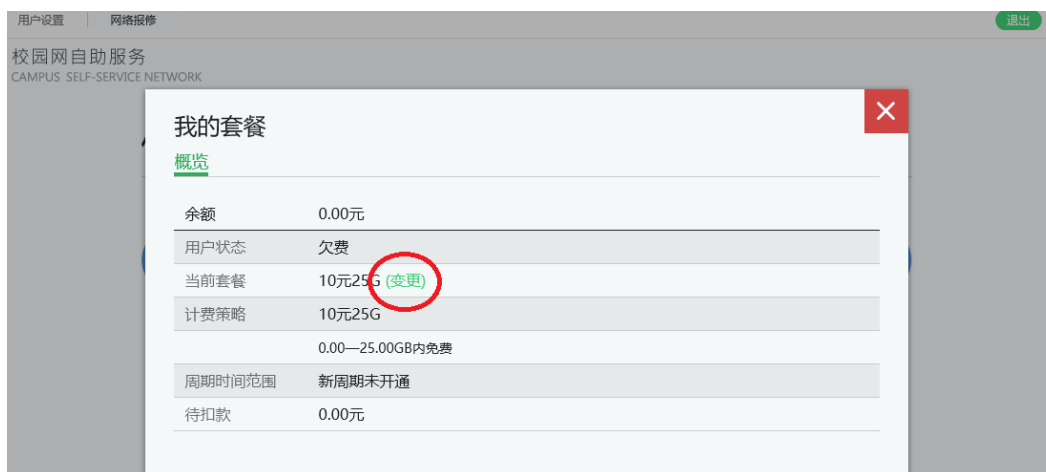 用户设置 网络报修 退出
校园网自助服务
CAMPUS SELF-SERVICE NETWORK
我的套餐
概览
余额 0.00元
用户状态 欠费
当前套餐 10元25G (变更)
计费策略 10元25G
0.00—25.00GB内免费
周期时间范围 新周期未开通
待扣款 0.00元